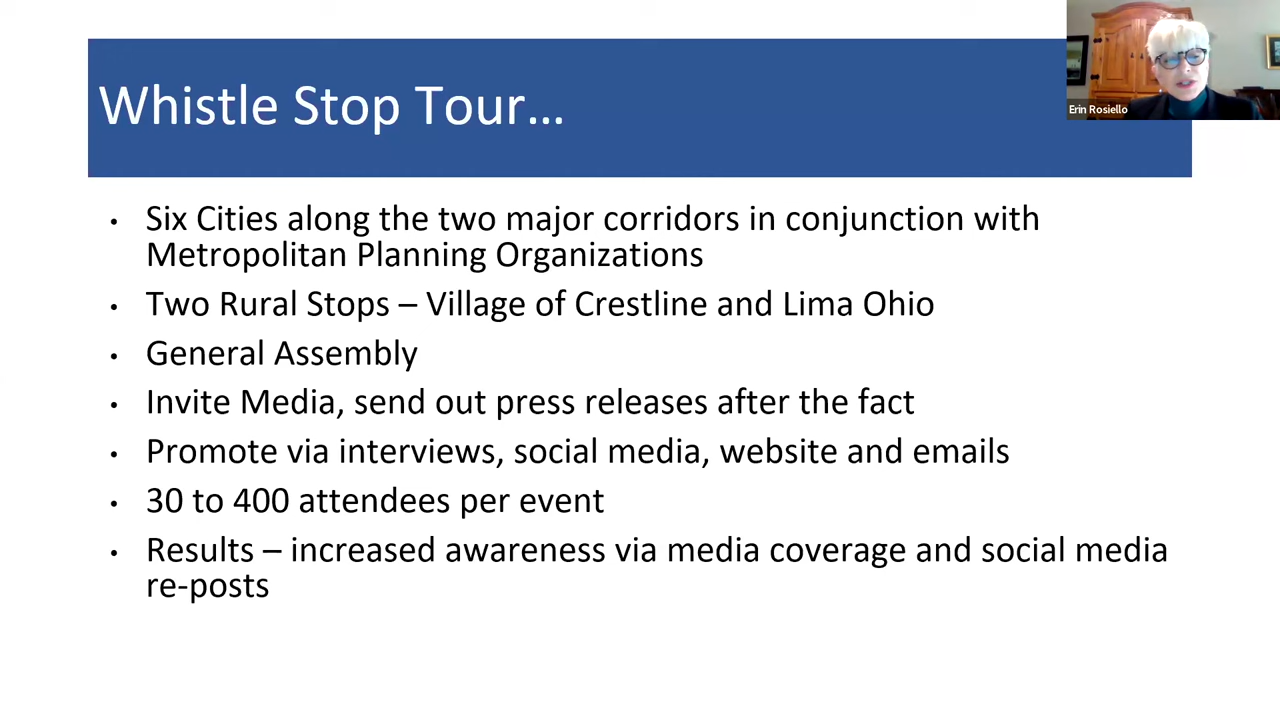 Whistle Stop Tour...
Erin Rosiello
• Six Cities along the two major corridors in conjunction with
Metropolitan Planning Organizations
• Two Rural Stops – Village of Crestline and Lima Ohio
• General Assembly
• Invite Media, send out press releases after the fact
• Promote via interviews, social media, website and emails
• 30 to 400 attendees per event
• Results – increased awareness via media coverage and social media
re-posts